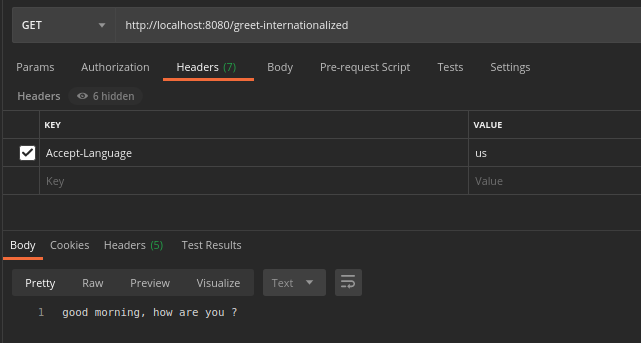 GET http://localhost:8080/greet-internationalized
Params Authorization Headers (7) Body Pre-request Script Tests Settings
Headers 6 hidden
KEY VALUE
Accept-Language us
Key Value
Body Cookies Headers (5) Test Results
Pretty Raw Preview Visualize Text
1 good morning, how are you ?